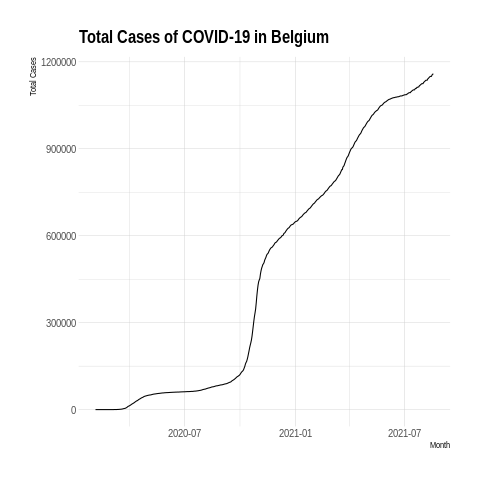 Total Cases of COVID-19 in Belgium
Total Cases
1200000
900000
600000
300000
0
2020-07
2021-01
2021-07
Month